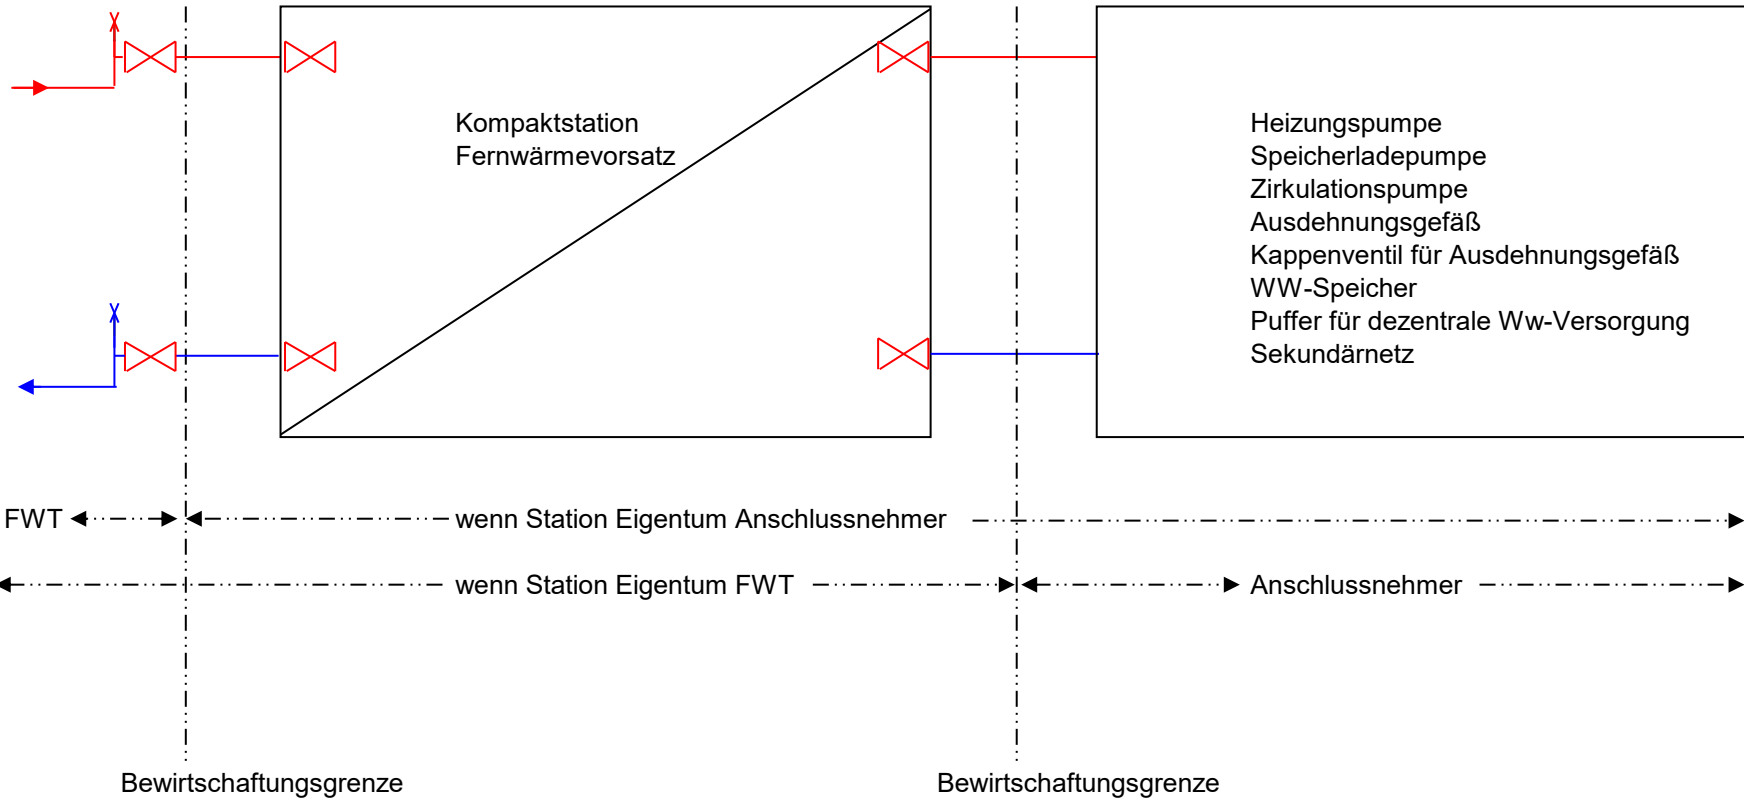 Kompaktstation
Fernwärmevorsatz
Heizungspumpe
Speicherladepumpe
Zirkulationspumpe
Ausdehnungsgefäß
Kappenventil für Ausdehnungsgefäß
WW-Speicher
Puffer für dezentrale Ww-Versorgung
Sekundärnetz
FWT
wenn Station Eigentum Anschlussnehmer
wenn Station Eigentum FWT
Anschlussnehmer
Bewirtschaftungsgrenze
Bewirtschaftungsgrenze